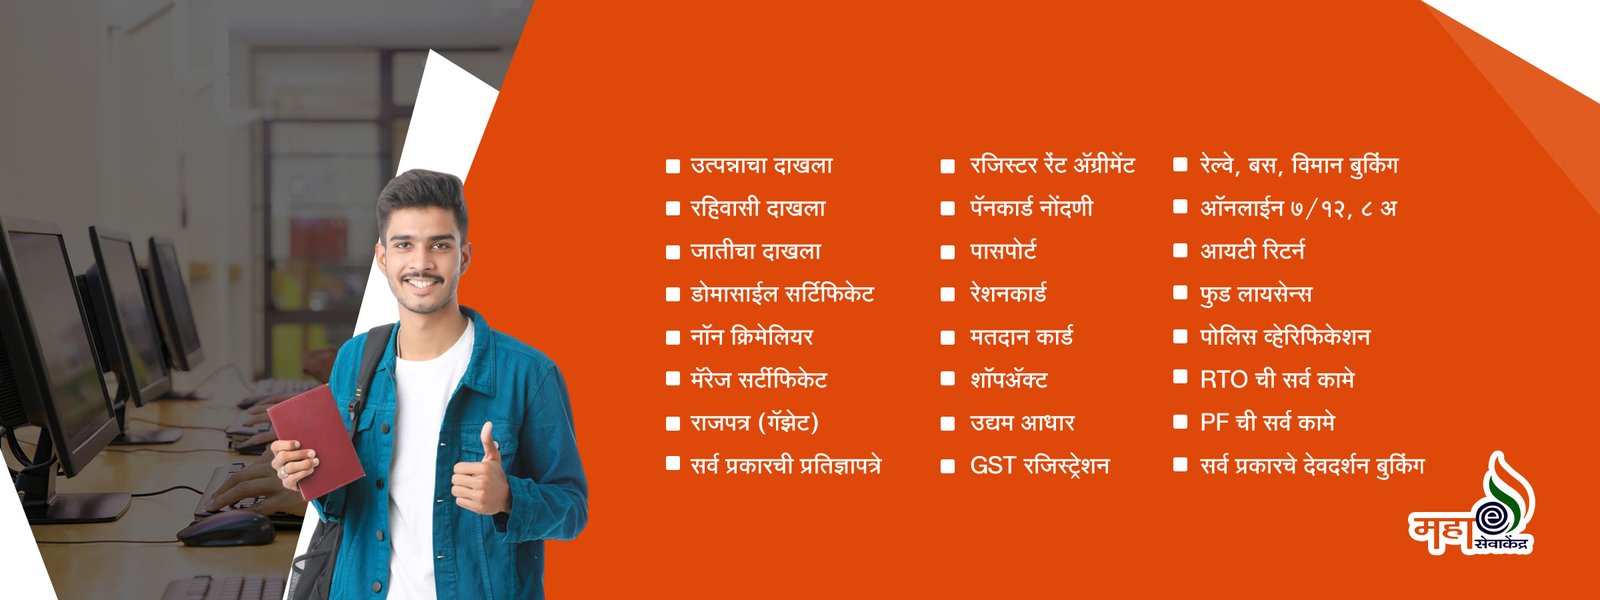 उत्पन्नाचा दाखला
रहिवासी दाखला
जातीचा दाखला
डोमासाईल सर्टिफिकेट
नॉन क्रिमेलियर
मॅरेज सर्टीफिकेट
राजपत्र (गॅझेट)
सर्व प्रकारची प्रतिज्ञापत्रे
रजिस्टर रेंट ॲग्रीमेंट
पॅनकार्ड नोंदणी
पासपोर्ट
रेशनकार्ड
मतदान कार्ड
शॉपॲक्ट
उद्यम आधार
GST रजिस्ट्रेशन
रेल्वे, बस, विमान बुकिंग
ऑनलाईन ७/१२, ८ अ
आयटी रिटर्न
फुड लायसेन्स
पोलिस व्हेरिफिकेशन
RTO ची सर्व कामे
PF ची सर्व कामे
सर्व प्रकारचे देवदर्शन बुकिंग
महा e
सेवाकेंद्र